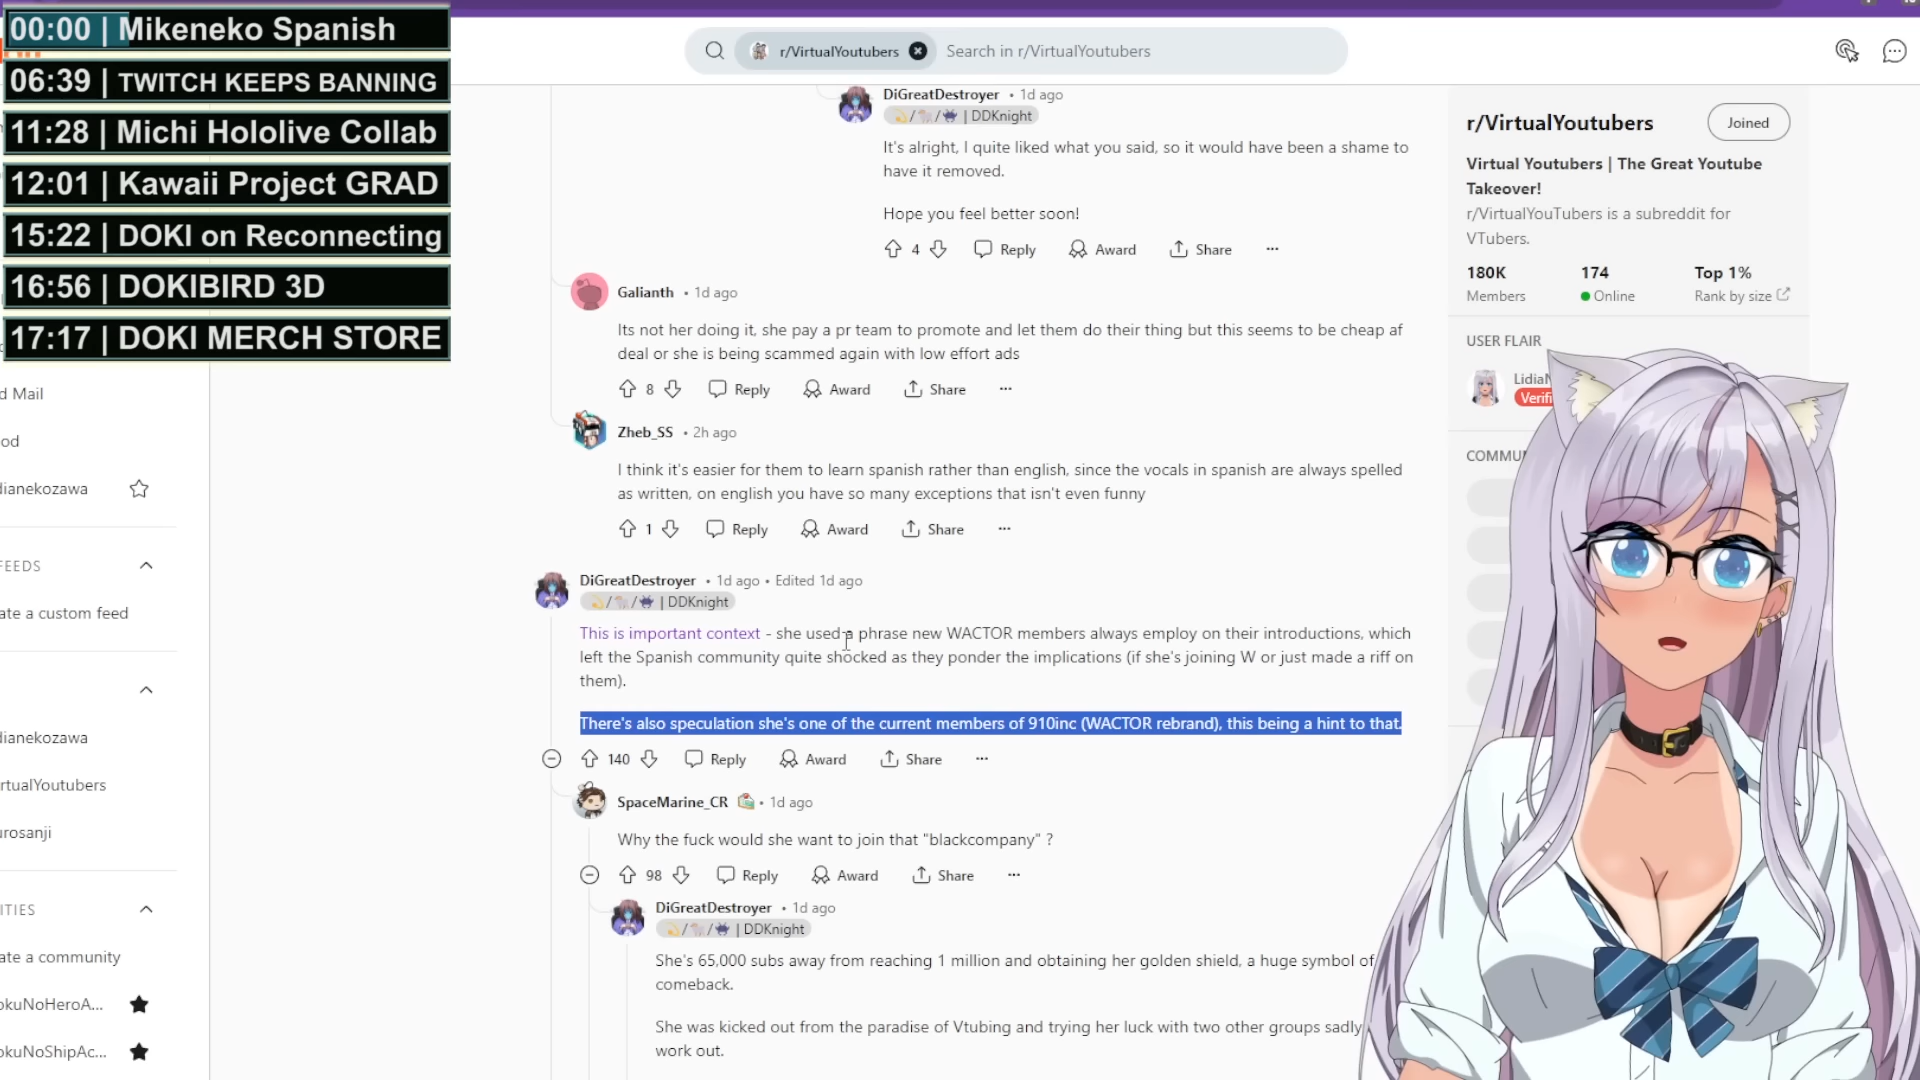 00:00 | Mikeneko Spanish
06:39 | TWITCH KEEPS BANNING
11:28 | Michi Hololive Collab
12:01 | Kawaii Project GRAD
15:22 | DOKI on Reconnecting
16:56 | DOKIBIRD 3D
17:17 | DOKI MERCH STORE
r/VirtualYoutubers
Search in r/VirtualYoutubers
d Mail
od
dianekozawa
FEEDS
ate a custom feed
dianekozawa
rtualYoutubers
urosanji
ITIES
ate a community
okuNoHeroA...
okuNoShipAc...
DiGreatDestroyer • 1d ago
/ / | DDKnight
It's alright, I quite liked what you said, so it would have been a shame to
have it removed.
Hope you feel better soon!
4 Reply Award Share ...
Galianth • 1d ago
Its not her doing it, she pay a pr team to promote and let them do their thing but this seems to be cheap af
deal or she is being scammed again with low effort ads
8 Reply Award Share ...
Zheb_SS • 2h ago
I think it's easier for them to learn spanish rather than english, since the vocals in spanish are always spelled
as written, on english you have so many exceptions that isn't even funny
1 Reply Award Share ...
DiGreatDestroyer • 1d ago • Edited 1d ago
/ / | DDKnight
This is important context - she used a phrase new WACTOR members always employ on their introductions, which
left the Spanish community quite shocked as they ponder the implications (if she's joining W or just made a riff on
them).
There's also speculation she's one of the current members of 910inc (WACTOR rebrand), this being a hint to that.
140 Reply Award Share ...
SpaceMarine_CR • 1d ago
Why the fuck would she want to join that "blackcompany" ?
98 Reply Award Share ...
DiGreatDestroyer • 1d ago
/ / | DDKnight
She's 65,000 subs away from reaching 1 million and obtaining her golden shield, a huge symbol of
comeback.
She was kicked out from the paradise of Vtubing and trying her luck with two other groups sadly
work out.
r/VirtualYoutubers Joined
Virtual Youtubers | The Great Youtube
Takeover!
r/VirtualYouTubers is a subreddit for
VTubers.
180K 174 Top 1%
Members Online Rank by size
USER FLAIR
Lidia
Verifi
COMMU